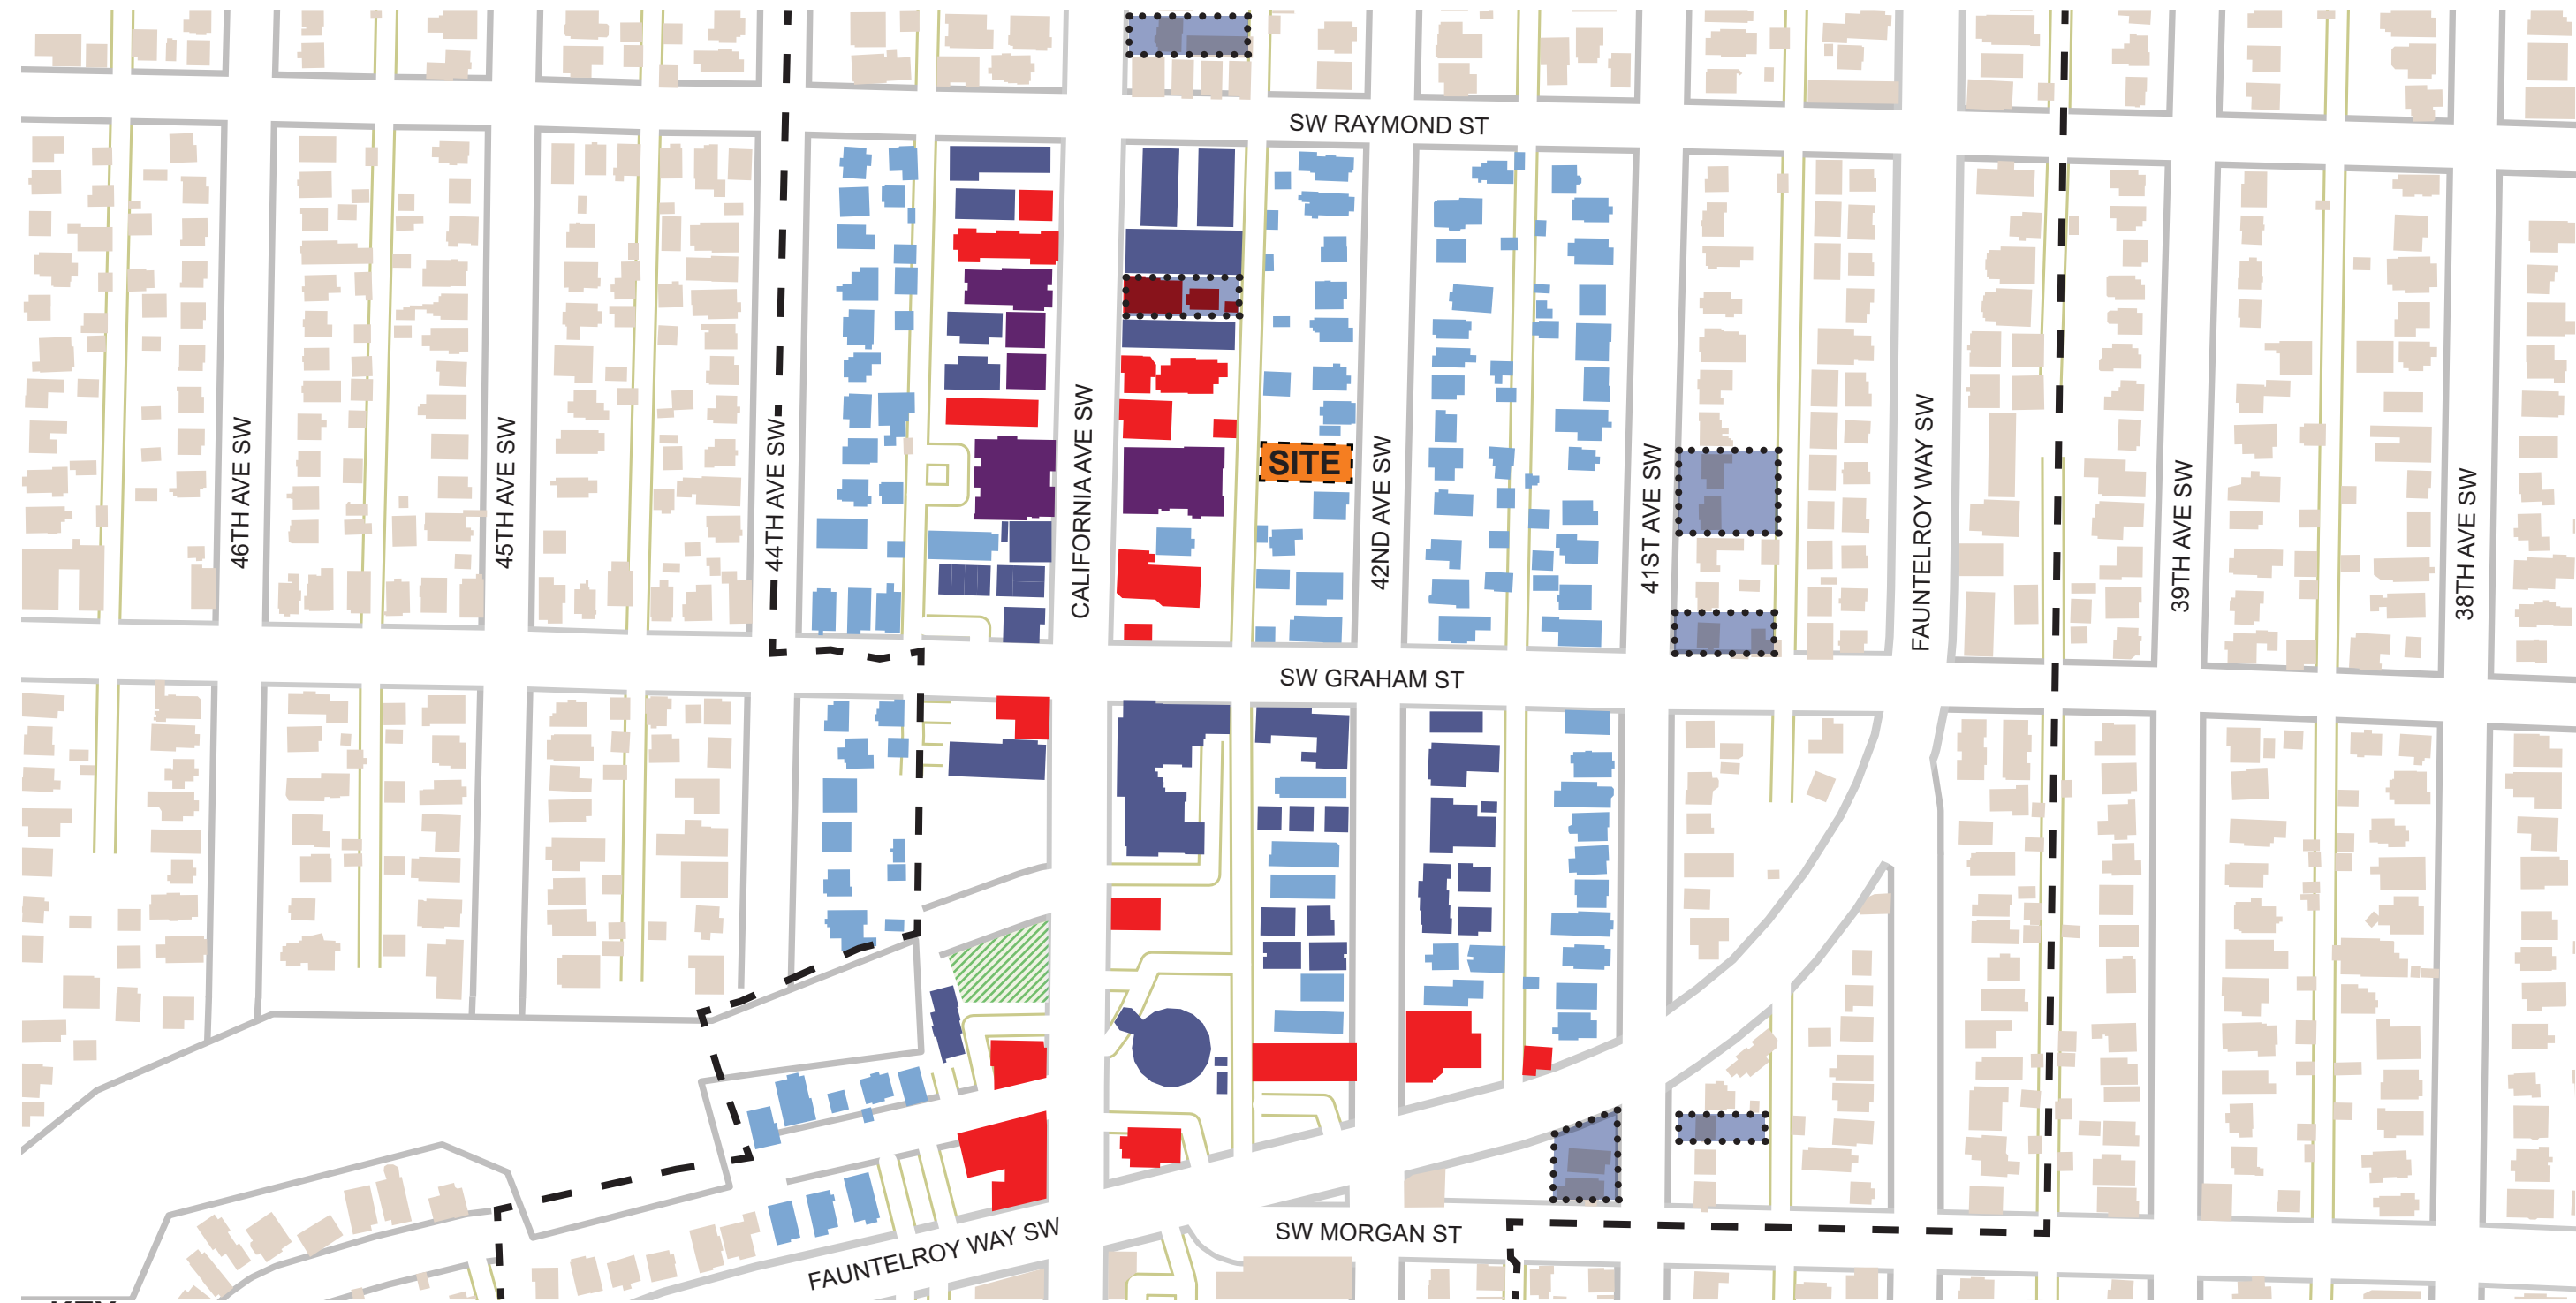 SW RAYMOND ST
46TH AVE SW
45TH AVE SW
44TH AVE SW
CALIFORNIA AVE SW
SITE
42ND AVE SW
41ST AVE SW
FAUNTELROY WAY SW
39TH AVE SW
38TH AVE SW
SW GRAHAM ST
SW MORGAN ST
FAUNTELROY WAY SW